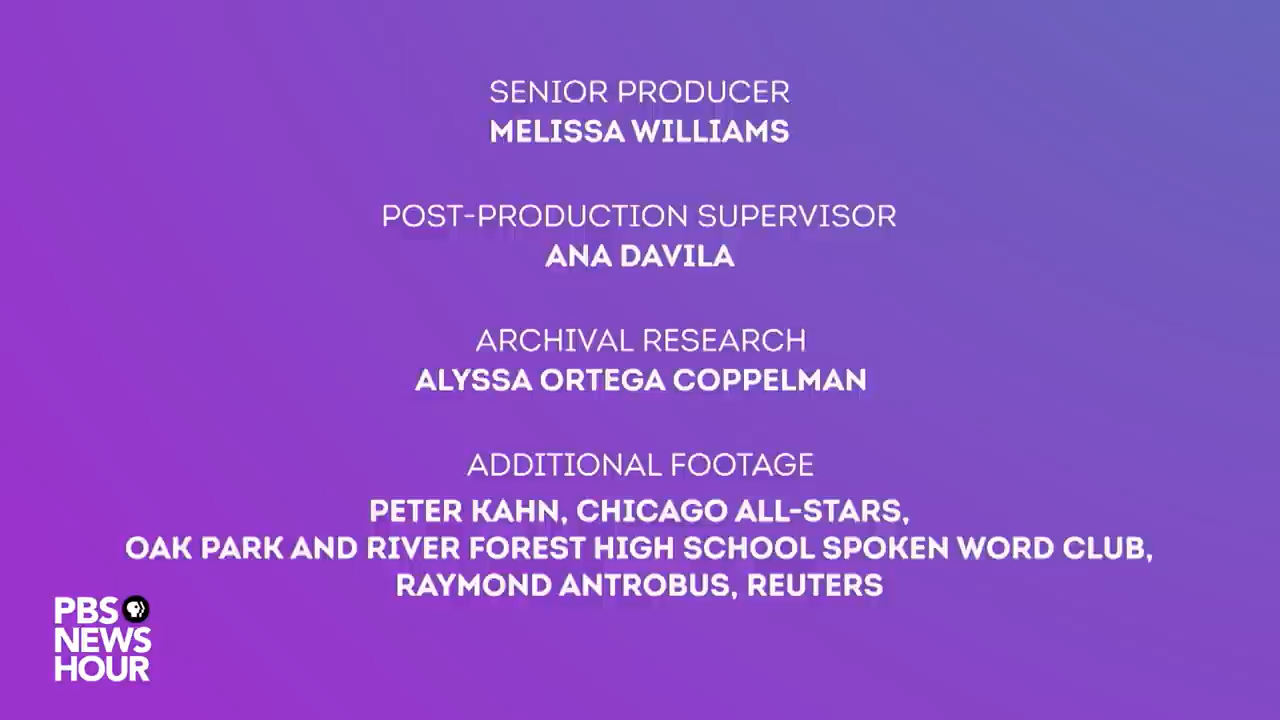 SENIOR PRODUCER
MELISSA WILLIAMS
POST-PRODUCTION SUPERVISOR
ANA DAVILA
ARCHIVAL RESEARCH
ALYSSA ORTEGA COPPELMAN
ADDITIONAL FOOTAGE
PETER KAHN, CHICAGO ALL-STARS,
OAK PARK AND RIVER FOREST HIGH SCHOOL SPOKEN WORD CLUB,
RAYMOND ANTROBUS, REUTERS
PBS
NEWS
HOUR